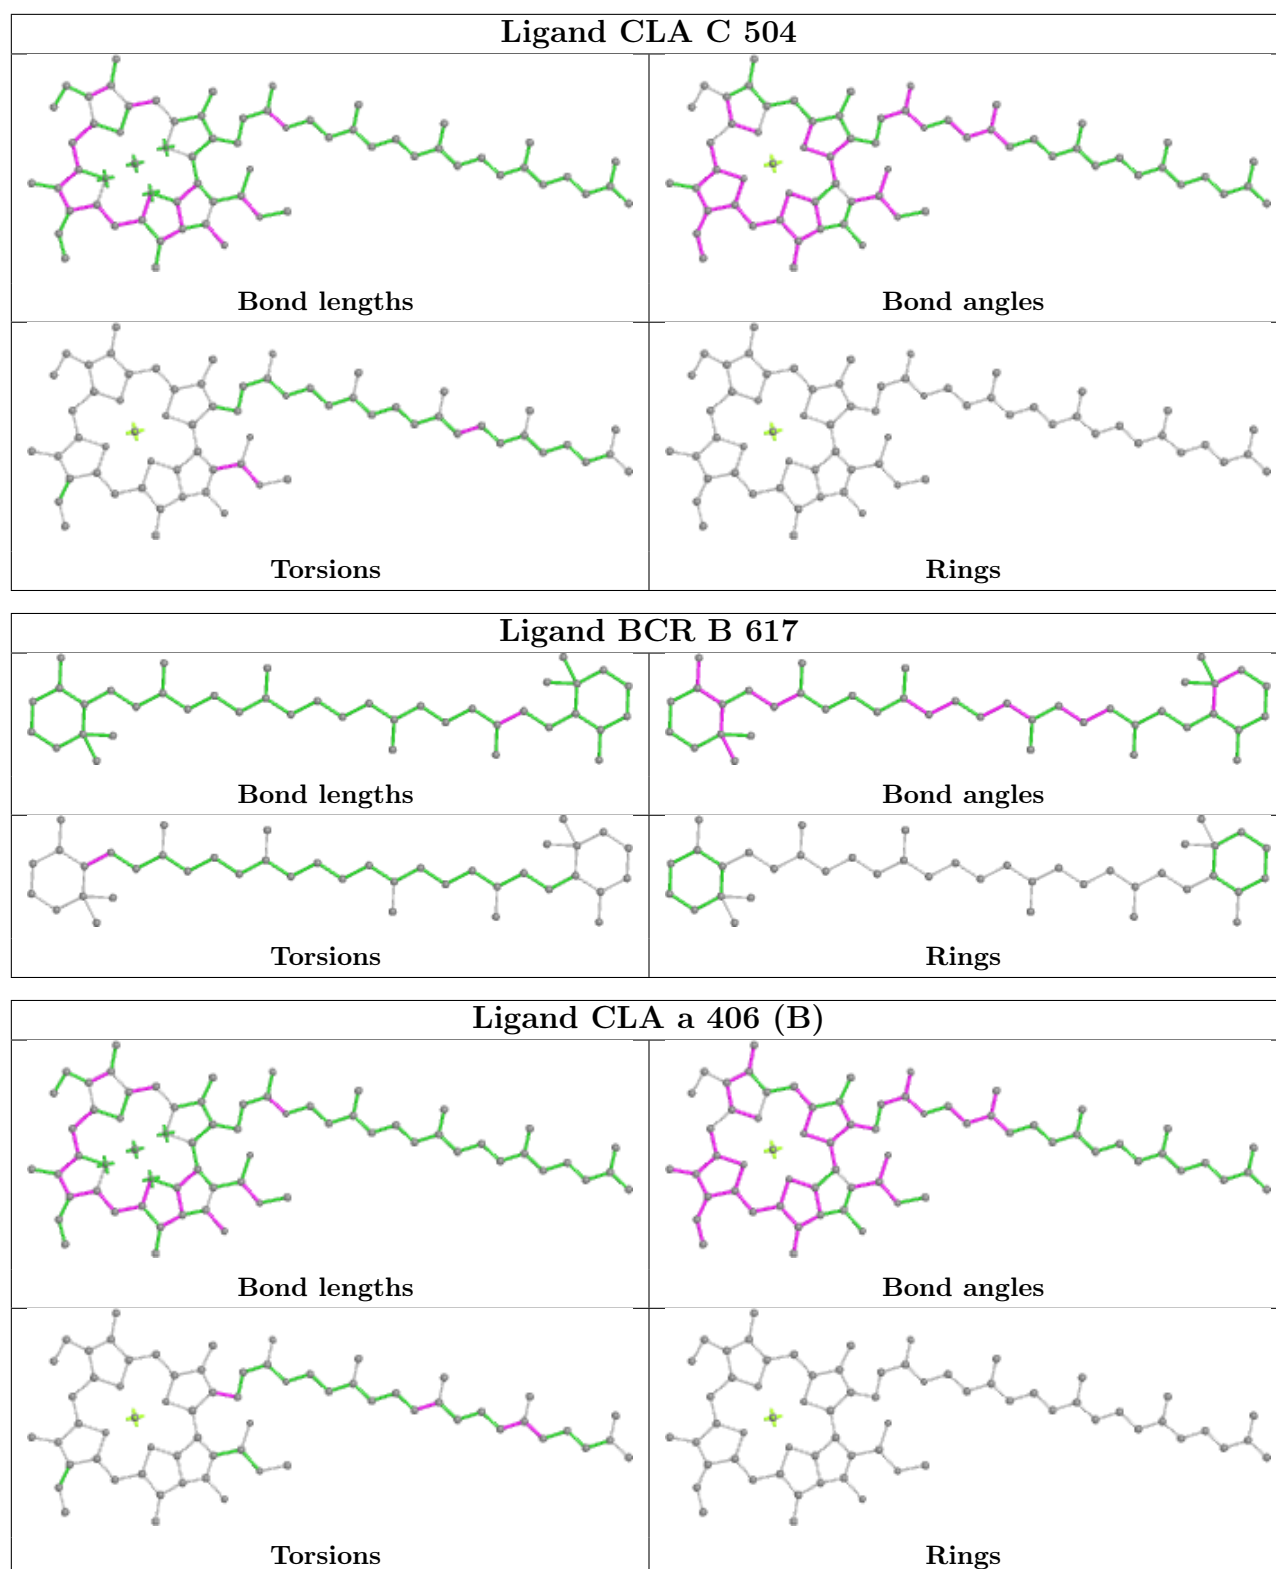 Ligand CLA C 504
Bond lengths
Bond angles
Torsions
Rings
Ligand BCR B 617
Bond lengths
Bond angles
Torsions
Rings
Ligand CLA a 406 (B)
Bond lengths
Bond angles
Torsions
Rings